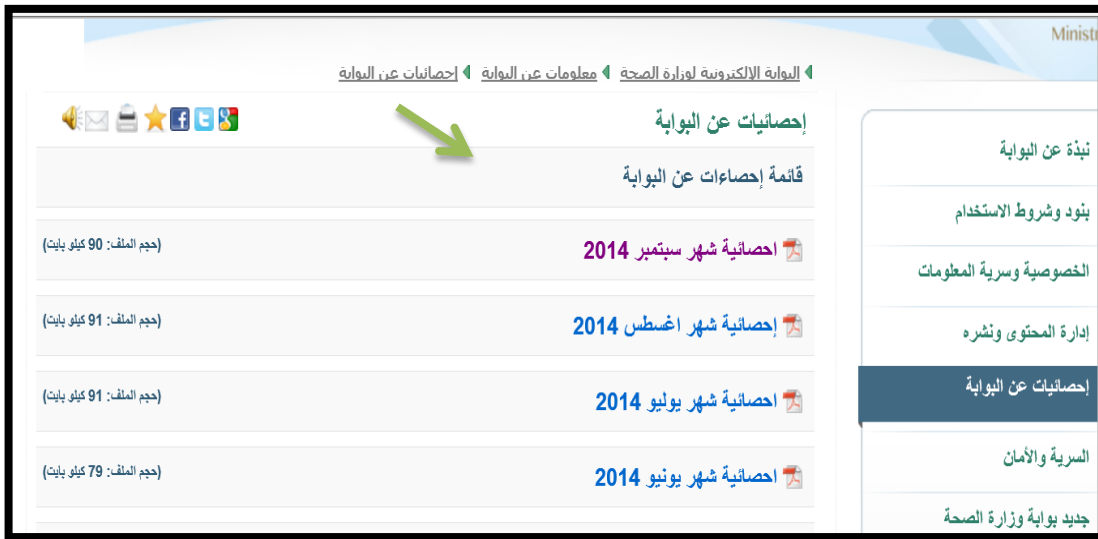 Ministr
البوابة الالكترونية لوزارة الصحة
معلومات عن البوابة
إحصائيات عن البوابة
إحصائيات عن البوابة
قائمة إحصاءات عن البوابة
احصائية شهر سبتمبر 2014
(حجم الملف: 90 كيلو بايت)
إحصائية شهر اغسطس 2014
(حجم الملف: 91 كيلو بايت)
احصائية شهر يوليو 2014
(حجم الملف: 91 كيلو بايت)
احصائية شهر يونيو 2014
(حجم الملف: 79 كيلو بايت)
نبذة عن البوابة
بنود وشروط الاستخدام
الخصوصية وسرية المعلومات
إدارة المحتوى ونشره
إحصائيات عن البوابة
السرية والأمان
جديد بوابة وزارة الصحة